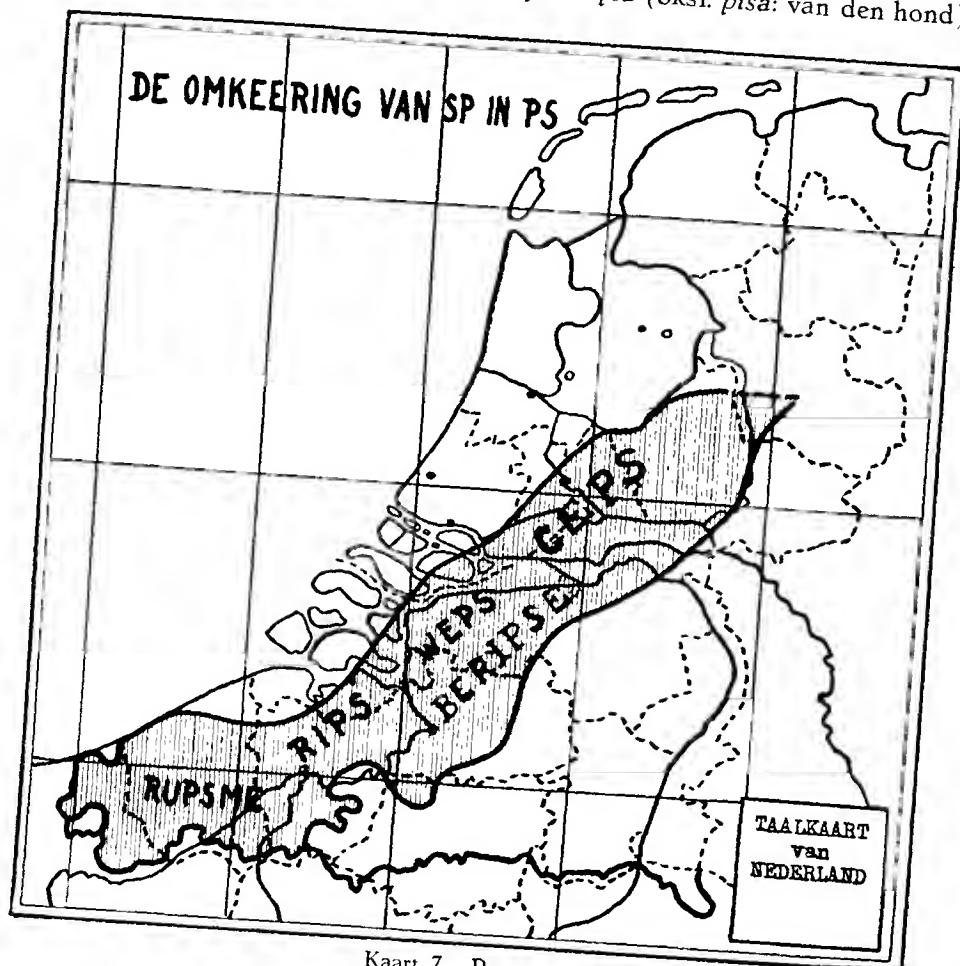 pisa: van den hond)
DE OMKEERING VAN SP IN PS
GEIPS
WEPS
BERIPSE
RIPS
RUPSME
TAALKAART
van
NEDERLAND
Kaart 7